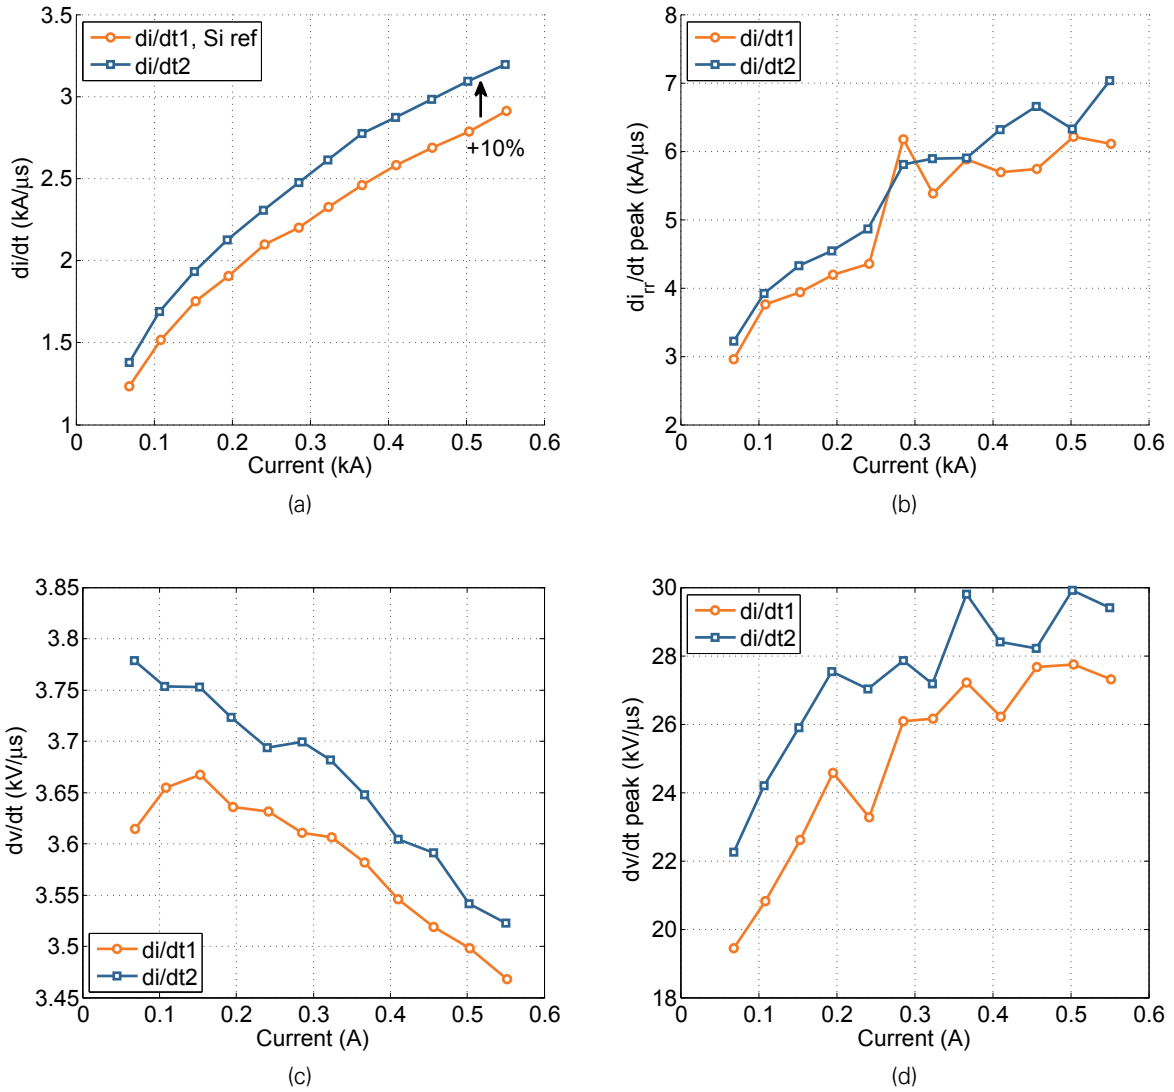 3.5
3
2.5
2
1.5
1
di/dt (kA/µs)
di/dt1, Si ref
di/dt2
+10%
0
0.1
0.2
0.3
0.4
0.5
0.6
Current (kA)
(a)
8
7
6
5
4
3
2
di_rr/dt peak (kA/µs)
di/dt1
di/dt2
0
0.1
0.2
0.3
0.4
0.5
0.6
Current (kA)
(b)
3.85
3.8
3.75
3.7
3.65
3.6
3.55
3.5
3.45
dv/dt (kV/µs)
di/dt1
di/dt2
0
0.1
0.2
0.3
0.4
0.5
0.6
Current (A)
(c)
30
28
26
24
22
20
18
dv/dt peak (kV/µs)
di/dt1
di/dt2
0
0.1
0.2
0.3
0.4
0.5
0.6
Current (A)
(d)